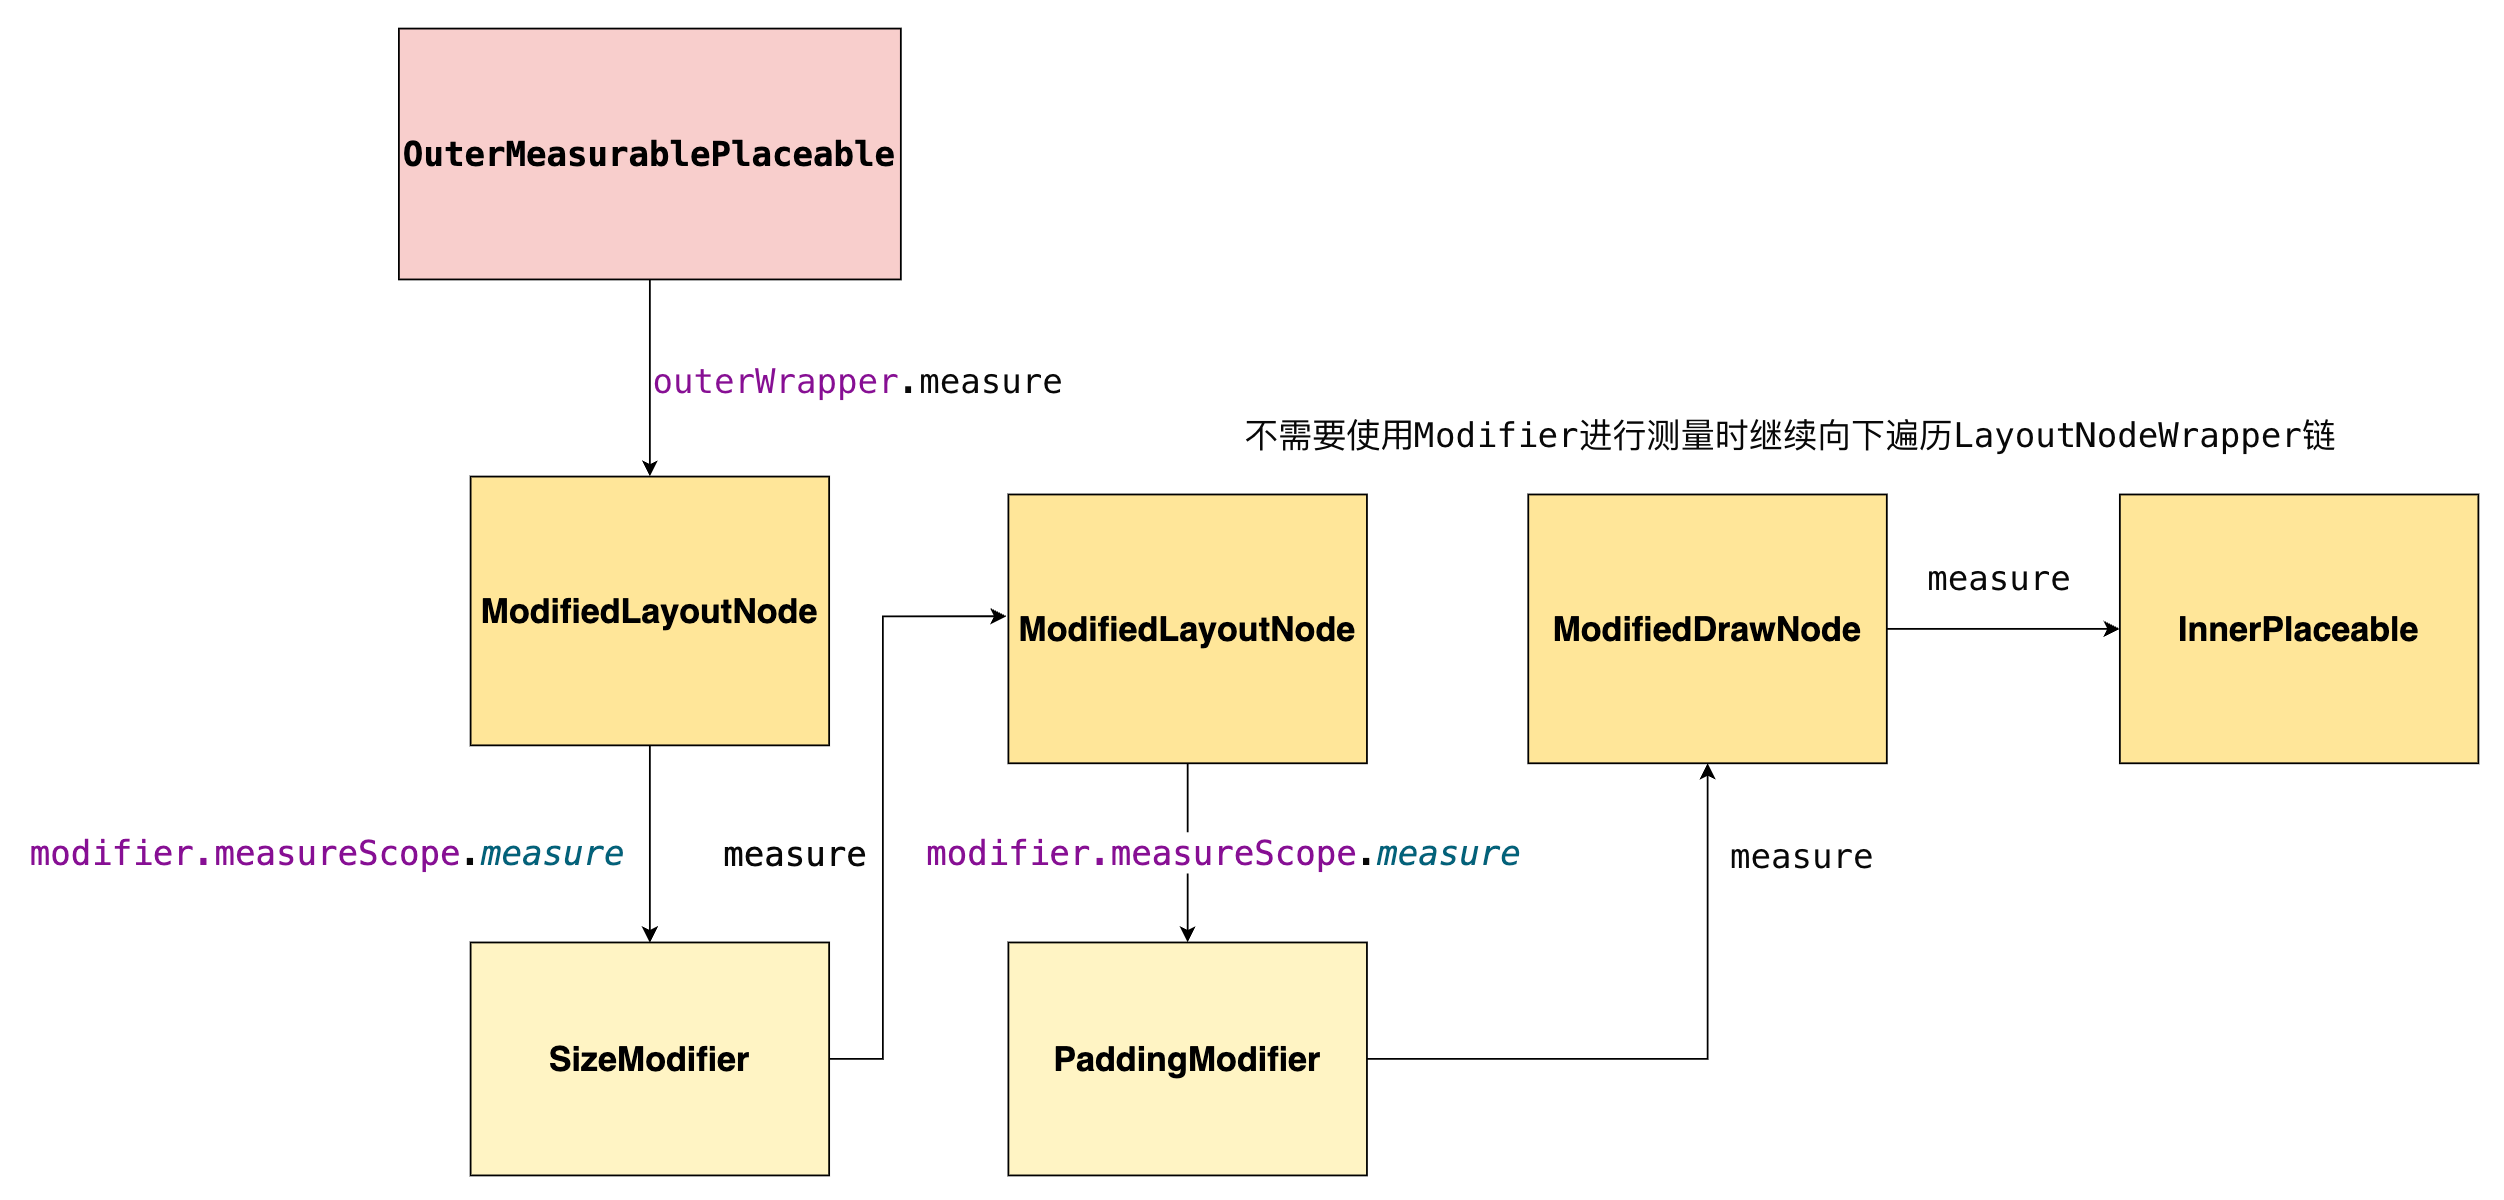 OuterMeasurablePlaceable
outerWrapper.measure
不需要使用Modifier进行测量时继续向下遍历LayoutNodeWrapper链
ModifiedLayoutNode
ModifiedLayoutNode
ModifiedDrawNode
measure
InnerPlaceable
modifier.measureScope.measure
measure
modifier.measureScope.measure
measure
SizeModifier
PaddingModifier